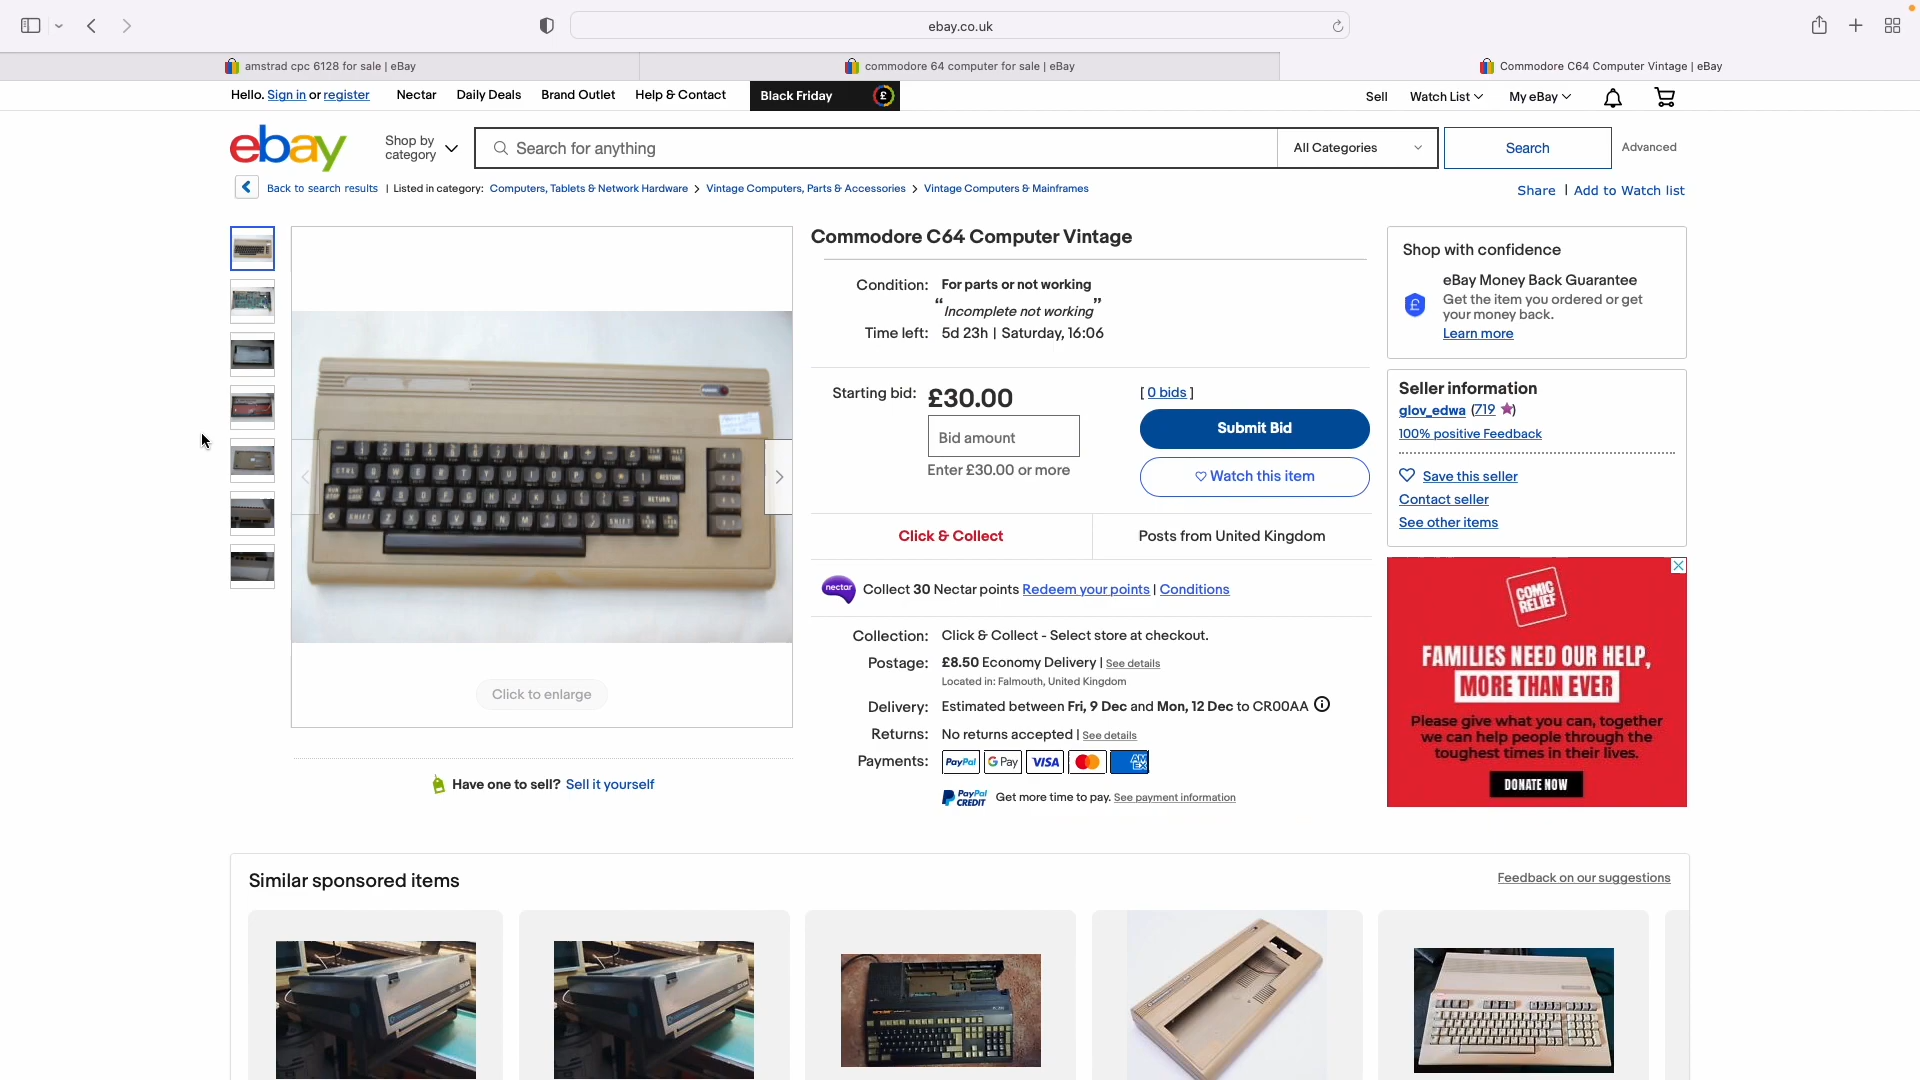 ebay.co.uk
amstrad cpc 6128 for sale | eBay
commodore 64 computer for sale | eBay
Commodore C64 Computer Vintage | eBay
Hello. Sign in or register
Nectar
Daily Deals
Brand Outlet
Help & Contact
Black Friday
£
Sell
Watch List
My eBay
ebay
Shop by
category
Search for anything
All Categories
Search
Advanced
Back to search results | Listed in category: Computers, Tablets & Network Hardware > Vintage Computers, Parts & Accessories > Vintage Computers & Mainframes
Share | Add to Watch list
CTRL Q W E R T Y U I O P RESTORE
A S D F G H J K L RETURN
SHIFT Z X C V B N M SHIFT
Click to enlarge
Have one to sell? Sell it yourself
Commodore C64 Computer Vintage
Condition: For parts or not working
“Incomplete not working”
Time left: 5d 23h | Saturday, 16:06
Starting bid: £30.00
[ 0 bids ]
Bid amount
Enter £30.00 or more
Submit Bid
Watch this item
Click & Collect
Posts from United Kingdom
nectar
Collect 30 Nectar points Redeem your points | Conditions
Collection: Click & Collect - Select store at checkout.
Postage: £8.50 Economy Delivery | See details
Located in: Falmouth, United Kingdom
Delivery: Estimated between Fri, 9 Dec and Mon, 12 Dec to CR00AA
Returns: No returns accepted | See details
Payments: PayPal G Pay VISA AMEX
PayPal CREDIT Get more time to pay. See payment information
Shop with confidence
eBay Money Back Guarantee
£
Get the item you ordered or get
your money back.
Learn more
Seller information
glov_edwa (719)
100% positive Feedback
Save this seller
Contact seller
See other items
COMIC
RELIEF
FAMILIES NEED OUR HELP,
MORE THAN EVER
Please give what you can, together
we can help people through the
toughest times in their lives.
DONATE NOW
Similar sponsored items
Feedback on our suggestions